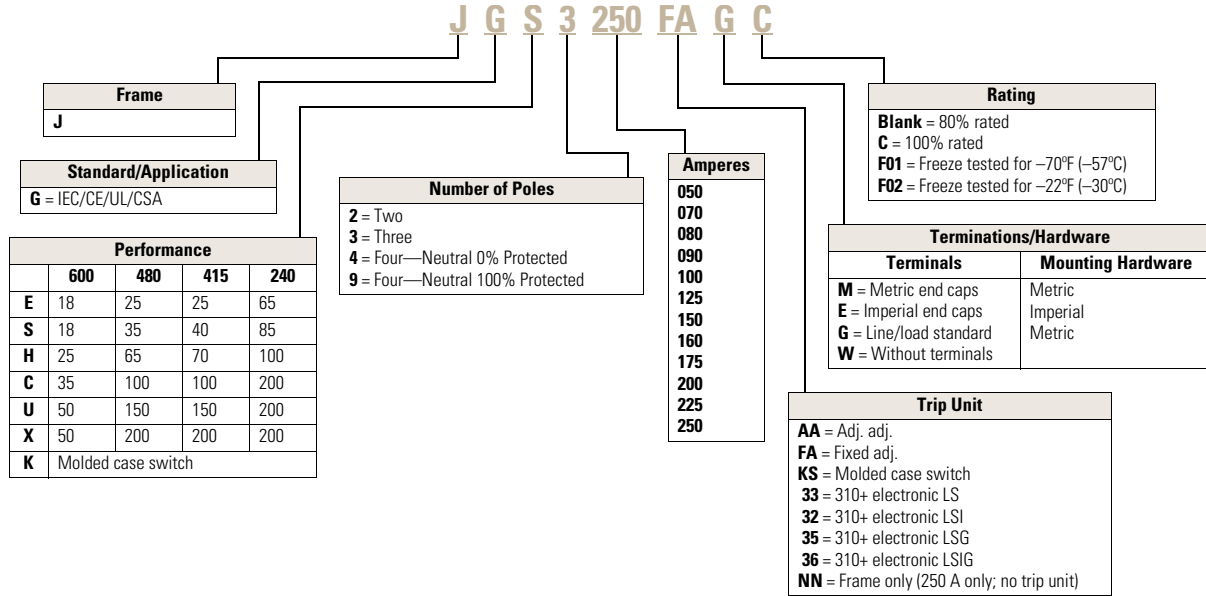 J G S 3 250 FA G C
Frame
J
Standard/Application
G = IEC/CE/UL/CSA
Performance
600 480 415 240
E 18 25 25 65
S 18 35 40 85
H 25 65 70 100
C 35 100 100 200
U 50 150 150 200
X 50 200 200 200
K Molded case switch
Number of Poles
2 = Two
3 = Three
4 = Four—Neutral 0% Protected
9 = Four—Neutral 100% Protected
Amperes
050
070
080
090
100
125
150
160
175
200
225
250
Rating
Blank = 80% rated
C = 100% rated
F01 = Freeze tested for –70ºF (–57ºC)
F02 = Freeze tested for –22ºF (–30ºC)
Terminations/Hardware
Terminals Mounting Hardware
M = Metric end caps Metric
E = Imperial end caps Imperial
G = Line/load standard Metric
W = Without terminals
Trip Unit
AA = Adj. adj.
FA = Fixed adj.
KS = Molded case switch
33 = 310+ electronic LS
32 = 310+ electronic LSI
35 = 310+ electronic LSG
36 = 310+ electronic LSIG
NN = Frame only (250 A only; no trip unit)